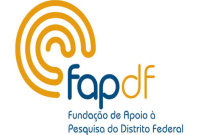 fapdf
Fundação de Apoio à
Pesquisa do Distrito Federal